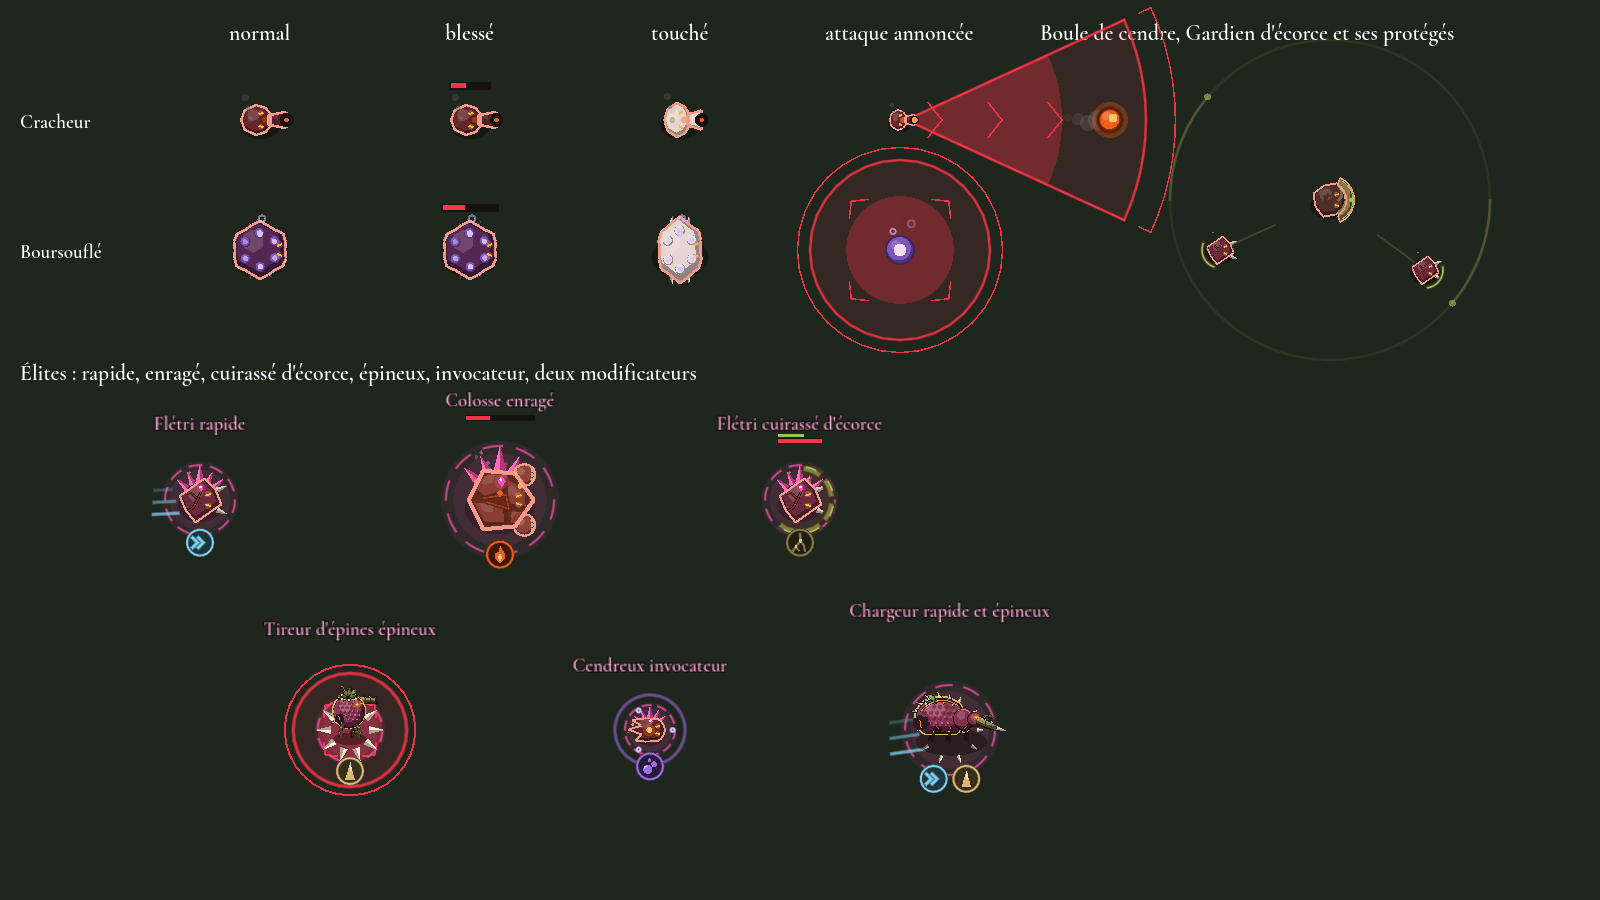 normal
blessé
touché
attaque annoncée
Boule de cendre, Gardien d'écorce et ses protégés
Cracheur
Boursouflé
Élites : rapide, enragé, cuirassé d'écorce, épineux, invocateur, deux modificateurs
Flétri rapide
Colosse enragé
Flétri cuirassé d'écorce
Tireur d'épines épineux
Cendreux invocateur
Chargeur rapide et épineux